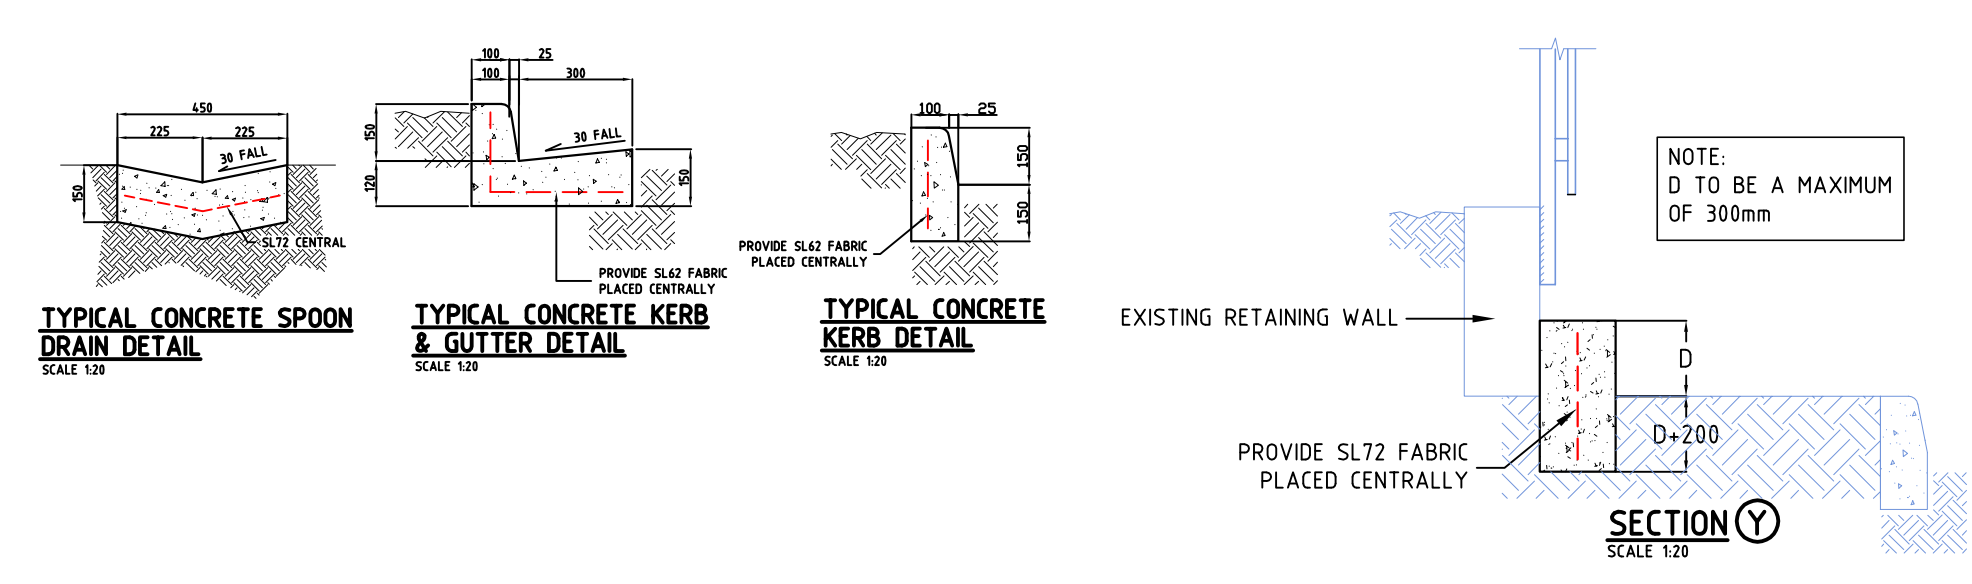 450
225
225
30 FALL
150
SL72 CENTRAL
TYPICAL CONCRETE SPOON
DRAIN DETAIL
SCALE 1:20
100
25
100
300
150
120
30 FALL
150
PROVIDE SL62 FABRIC
PLACED CENTRALLY
TYPICAL CONCRETE KERB
& GUTTER DETAIL
SCALE 1:20
100
25
150
150
PROVIDE SL62 FABRIC
PLACED CENTRALLY
TYPICAL CONCRETE
KERB DETAIL
SCALE 1:20
NOTE:
D TO BE A MAXIMUM
OF 300mm
EXISTING RETAINING WALL
D
D+200
PROVIDE SL72 FABRIC
PLACED CENTRALLY
SECTION Y
SCALE 1:20